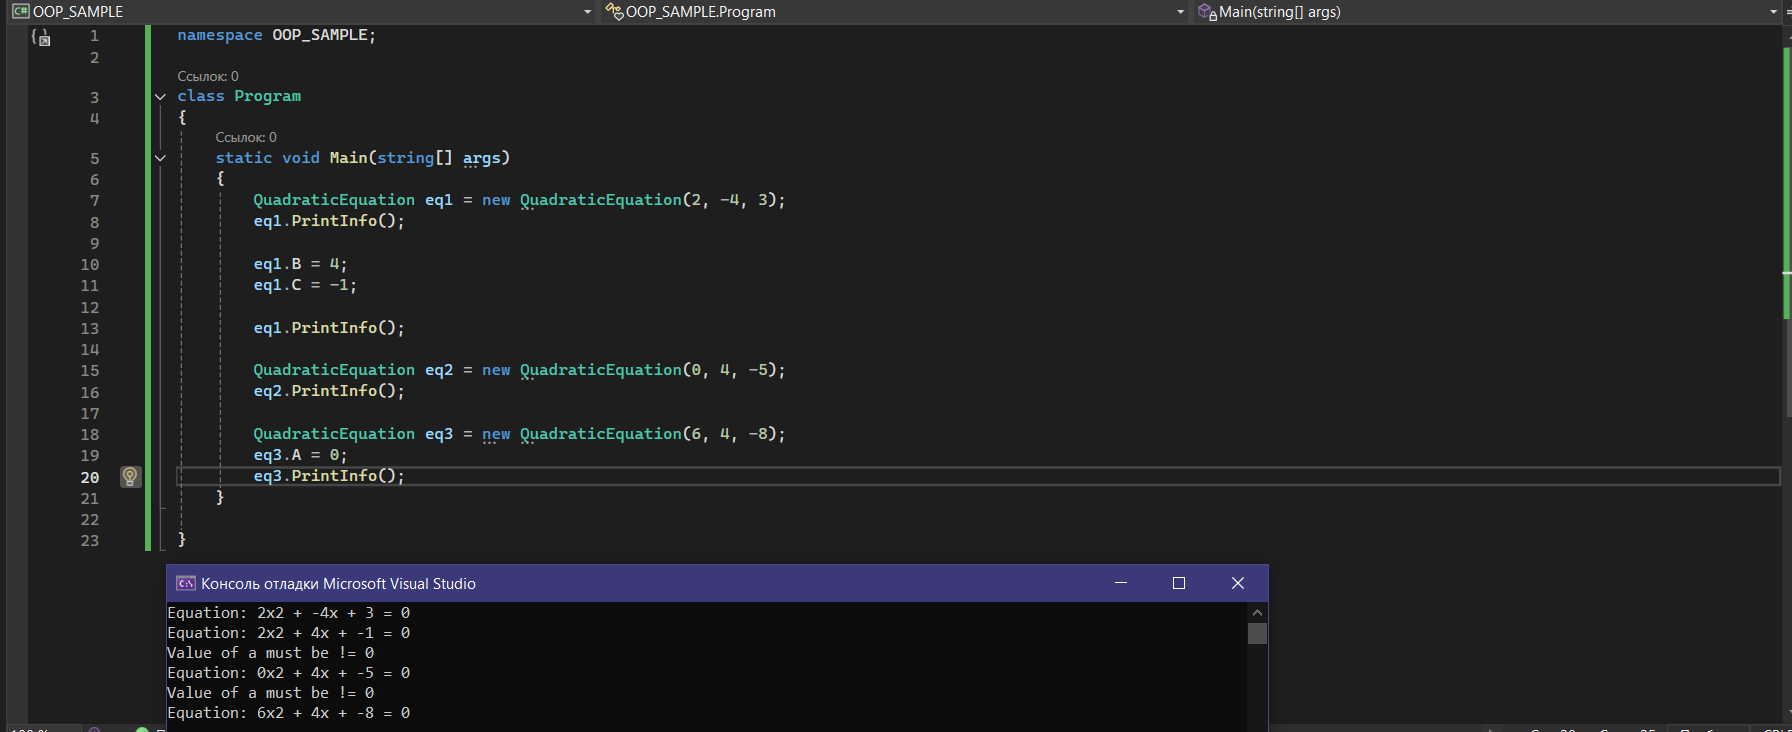 OOP_SAMPLE OOP_SAMPLE.Program Main(string[] args)
1 namespace OOP_SAMPLE;
2
Ссылок: 0
3 class Program
4 {
Ссылок: 0
5 static void Main(string[] args)
6 {
7 QuadraticEquation eq1 = new QuadraticEquation(2, -4, 3);
8 eq1.PrintInfo();
9
10 eq1.B = 4;
11 eq1.C = -1;
12
13 eq1.PrintInfo();
14
15 QuadraticEquation eq2 = new QuadraticEquation(0, 4, -5);
16 eq2.PrintInfo();
17
18 QuadraticEquation eq3 = new QuadraticEquation(6, 4, -8);
19 eq3.A = 0;
20 eq3.PrintInfo();
21 }
22
23 }
Консоль отладки Microsoft Visual Studio
Equation: 2x2 + -4x + 3 = 0
Equation: 2x2 + 4x + -1 = 0
Value of a must be != 0
Equation: 0x2 + 4x + -5 = 0
Value of a must be != 0
Equation: 6x2 + 4x + -8 = 0